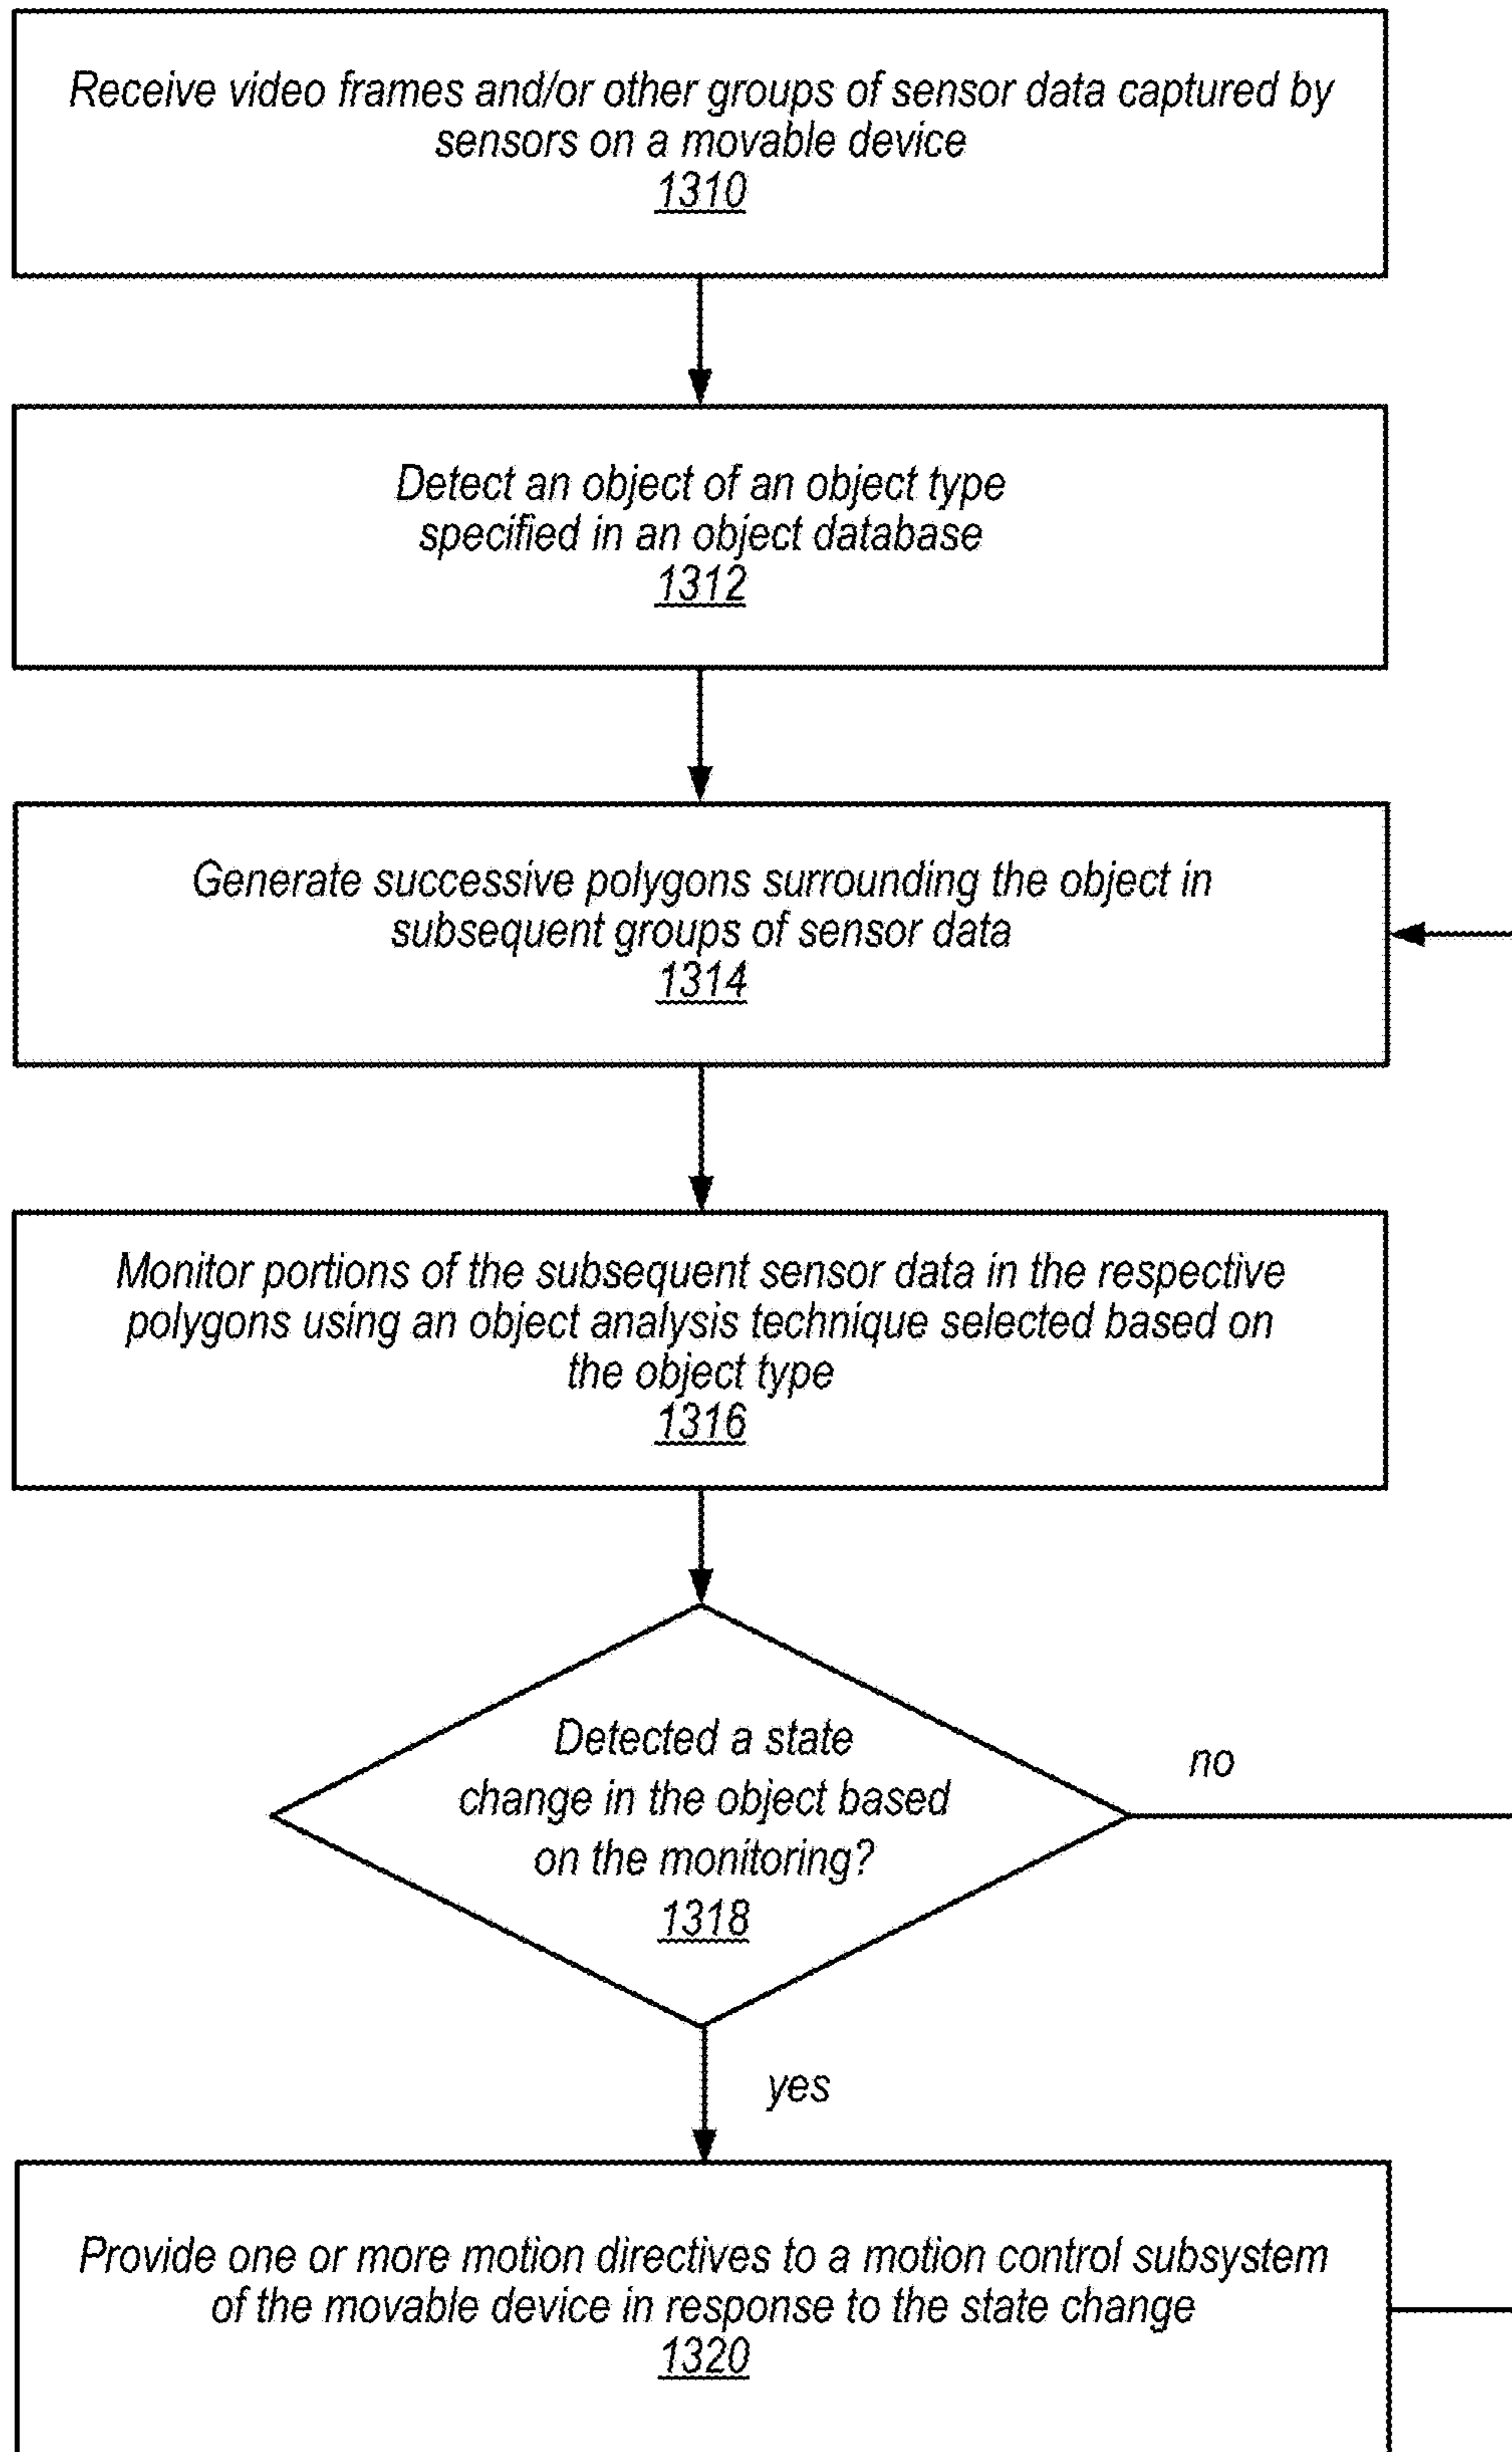 Receive video frames and/or other groups of sensor data captured by
sensors on a movable device
1310
Detect an object of an object type
specified in an object database
1312
Generate successive polygons surrounding the object in
subsequent groups of sensor data
1314
Monitor portions of the subsequent sensor data in the respective
polygons using an object analysis technique selected based on
the object type
1316
Detected a state
change in the object based
on the monitoring?
1318
no
yes
Provide one or more motion directives to a motion control subsystem
of the movable device in response to the state change
1320